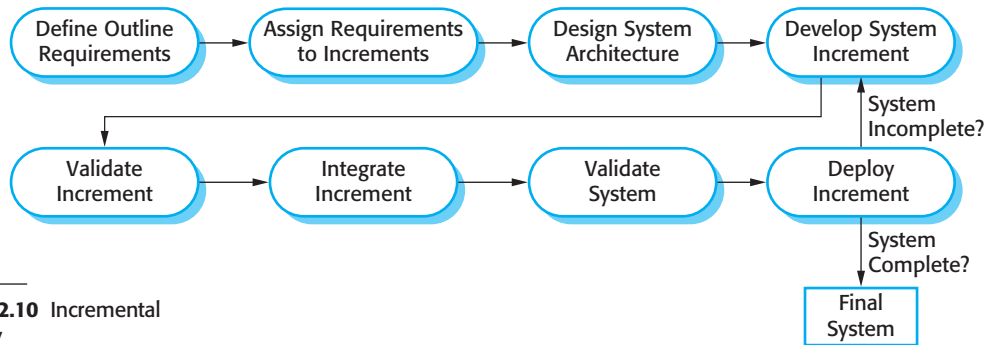 Define Outline
Requirements
Assign Requirements
to Increments
Design System
Architecture
Develop System
Increment
System
Incomplete?
Validate
Increment
Integrate
Increment
Validate
System
Deploy
Increment
System
Complete?
Final
System
2.10 Incremental